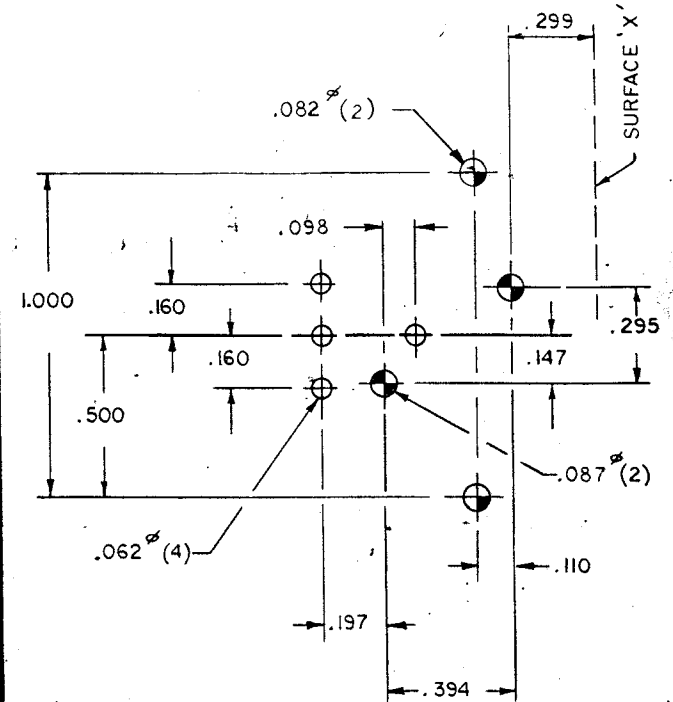 .299
SURFACE 'X'
.082 ø (2)
.098
1.000
.160
.295
.160
.147
.500
.087 ø (2)
.062 ø (4)
.110
.197
.394